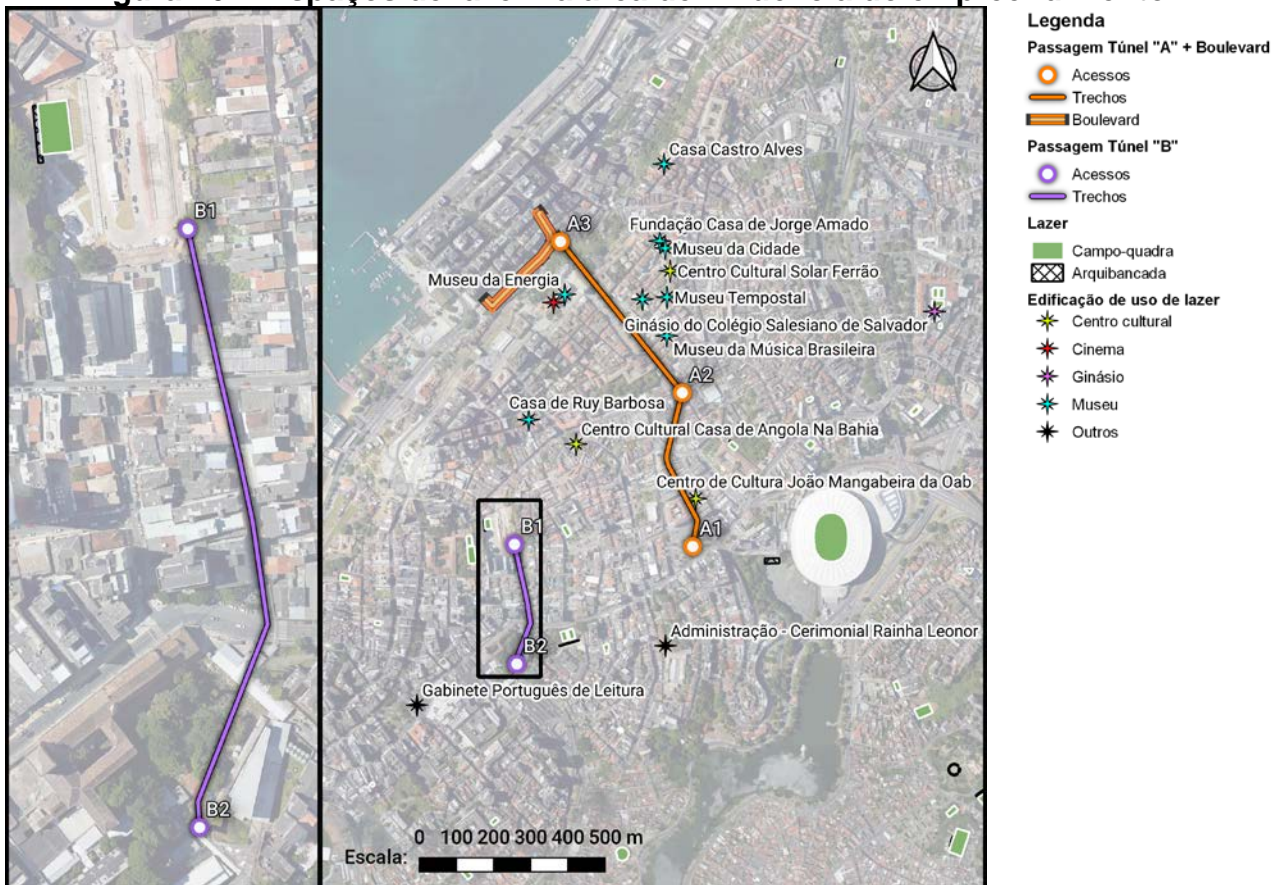 espaços de
B1
B2
N
Casa Castro Alves
A3
Fundação Casa de Jorge Amado
Museu da Cidade
Centro Cultural Solar Ferrão
Museu da Energia
Museu Tempostal
Ginásio do Colégio Salesiano de Salvador
Museu da Música Brasileira
A2
Casa de Ruy Barbosa
Centro Cultural Casa de Angola Na Bahia
Centro de Cultura João Mangabeira da Oab
B1
A1
B2
Administração - Cerimonial Rainha Leonor
Gabinete Português de Leitura
0 100 200 300 400 500 m
Escala:
Legenda
Passagem Túnel "A" + Boulevard
Acessos
Trechos
Boulevard
Passagem Túnel "B"
Acessos
Trechos
Lazer
Campo-quadra
Arquibancada
Edificação de uso de lazer
Centro cultural
Cinema
Ginásio
Museu
Outros